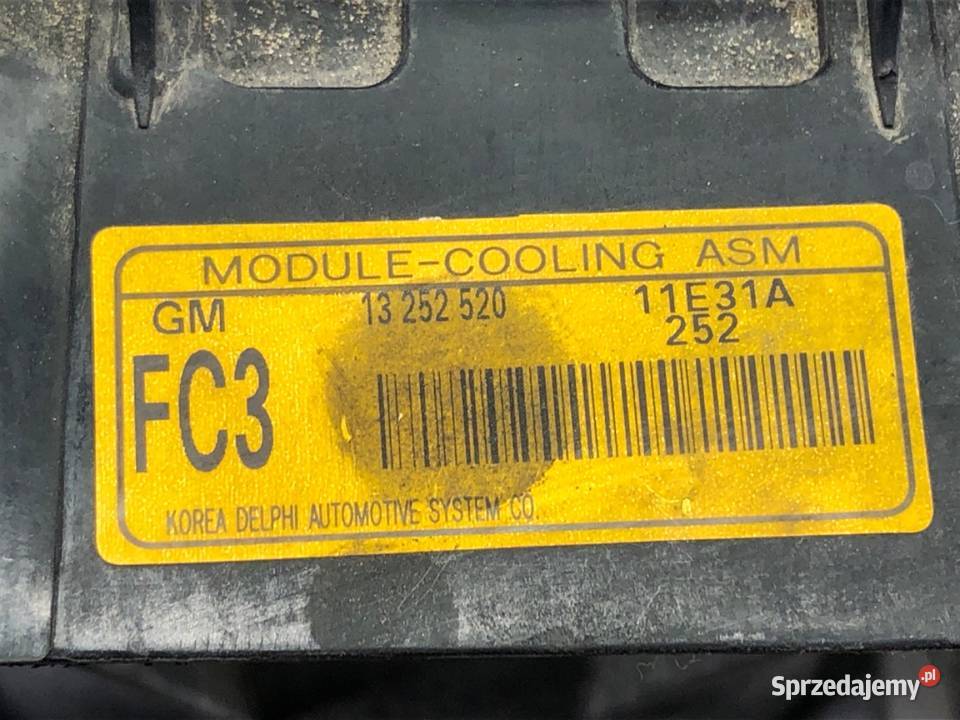 MODULE-COOLING ASM
GM 13 252 520 11E31A
252
FC3
KOREA DELPHI AUTOMOTIVE SYSTEM CO.
Sprzedajemy.pl